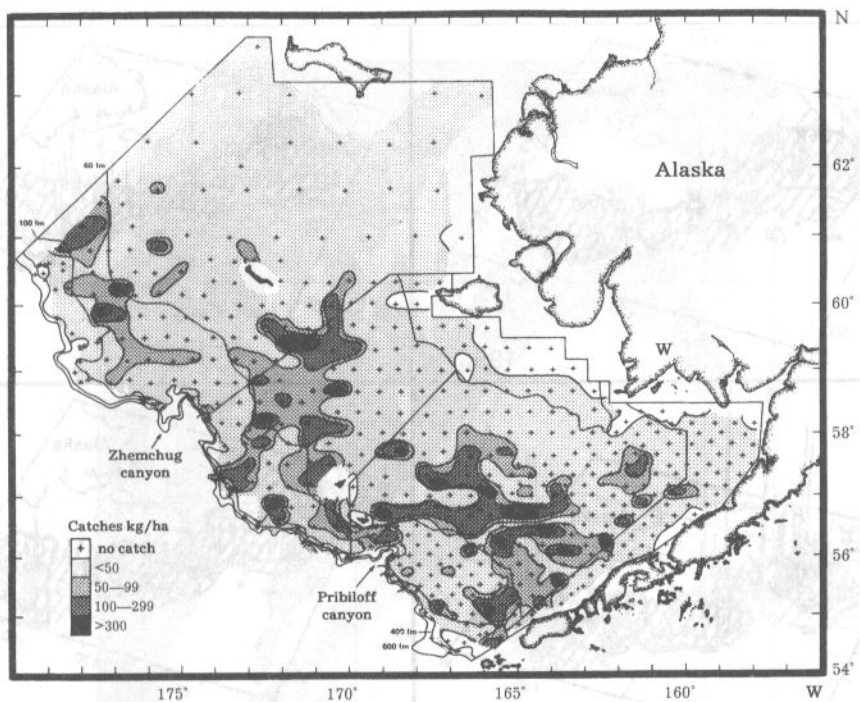 N
Alaska
62°
60 fm
100 fm
60°
W
58°
Zhemchug
canyon
Catches kg/ha
no catch
<50
50—99
100—299
>300
56°
Pribiloff
canyon
400 fm
600 fm
54°
175°
170°
165°
160°
W